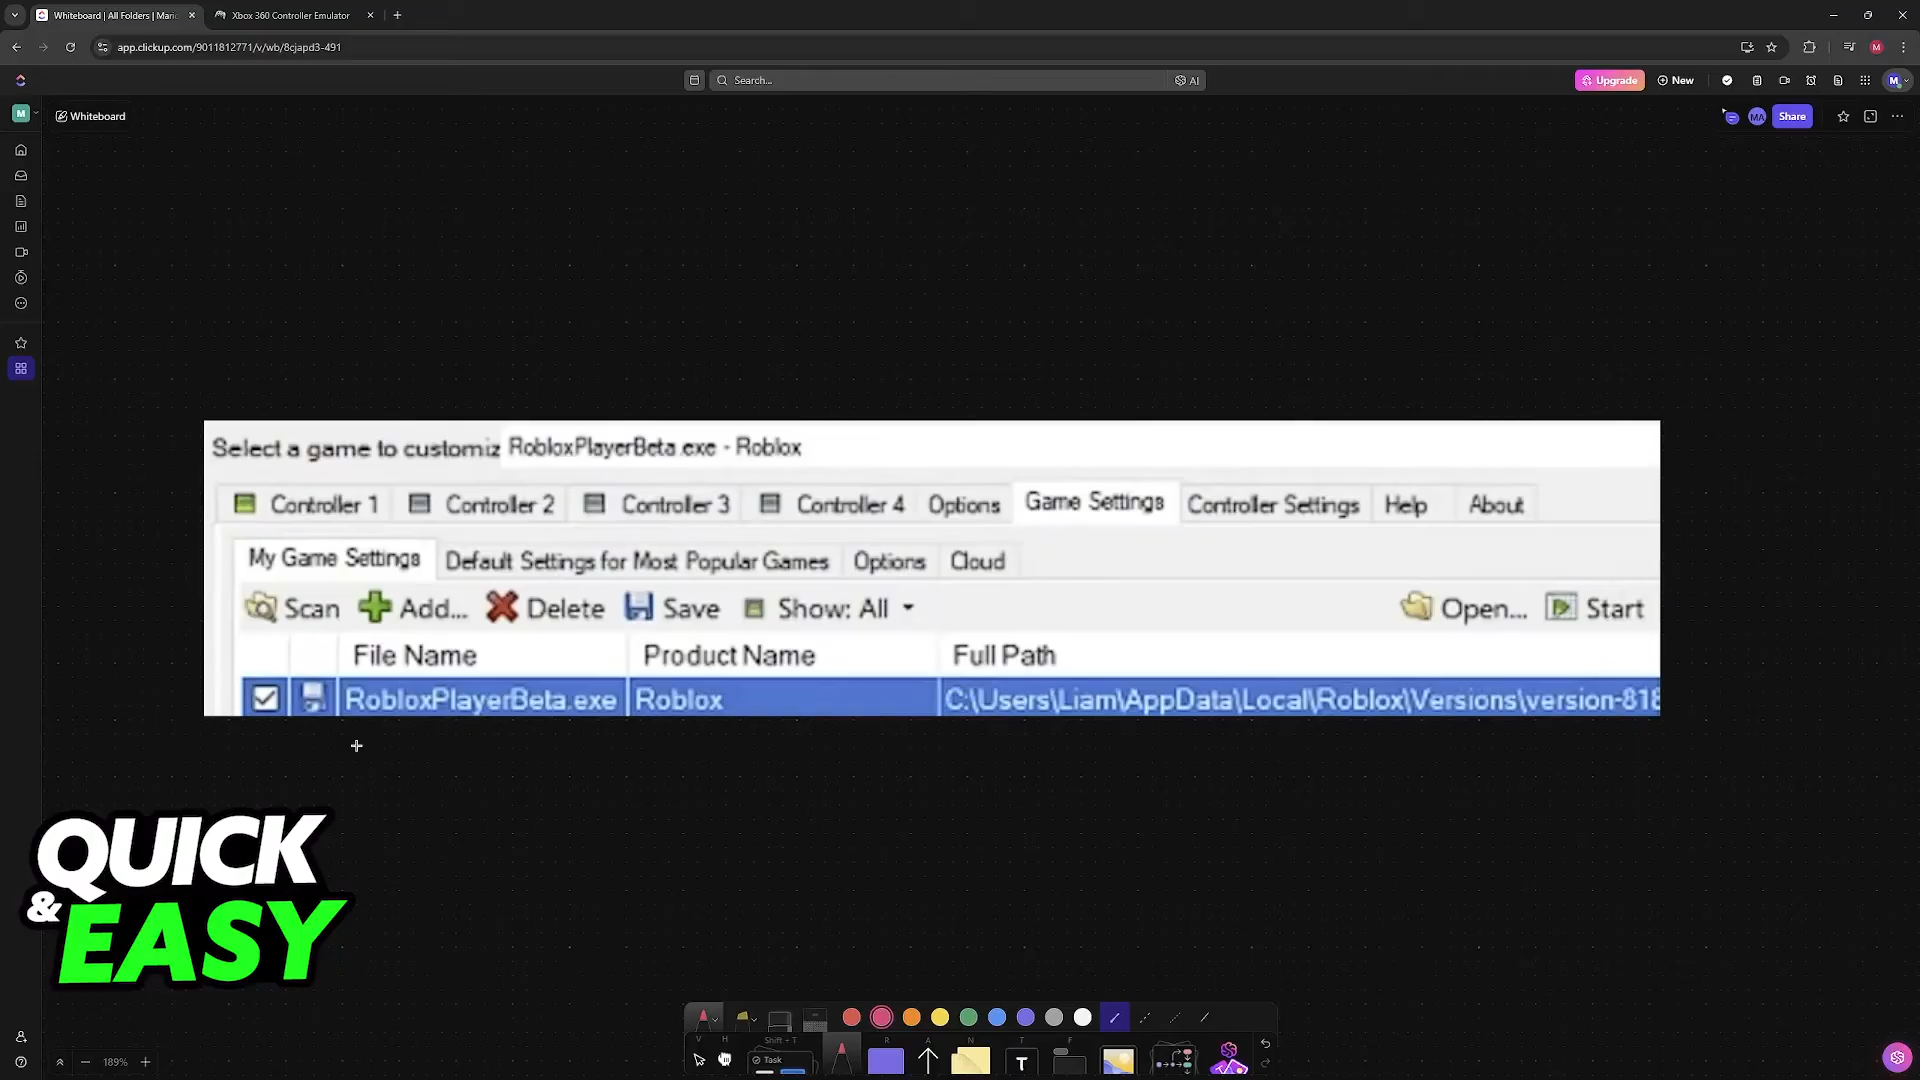 Whiteboard | All Folders | Mari
Xbox 360 Controller Emulator
app.clickup.com/9011812771/v/wb/8cjapd3-491
M
Search...
AI
Upgrade
New
M
M
Whiteboard
MA
Share
Select a game to customiz RobloxPlayerBeta.exe - Roblox
Controller 1 Controller 2 Controller 3 Controller 4 Options Game Settings Controller Settings Help About
My Game Settings Default Settings for Most Popular Games Options Cloud
Scan Add... Delete Save Show: All Open... Start
File Name Product Name Full Path
RobloxPlayerBeta.exe Roblox C:\Users\Liam\AppData\Local\Roblox\Versions\version-818
QUICK
& EASY
V H Shift + T R A N T F
Task
T
189%